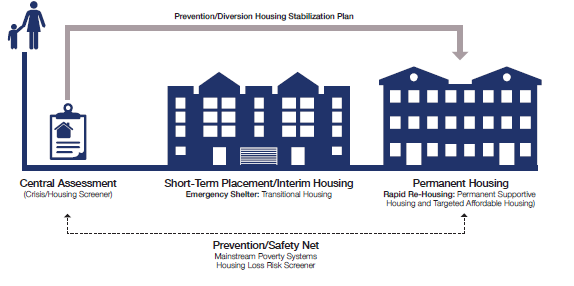 Prevention/Diversion Housing Stabilization Plan
Central Assessment
(Crisis/Housing Screener)
Short-Term Placement/Interim Housing
Emergency Shelter: Transitional Housing
Permanent Housing
Rapid Re-Housing: Permanent Supportive
Housing and Targeted Affordable Housing)
Prevention/Safety Net
Mainstream Poverty Systems
Housing Loss Risk Screener